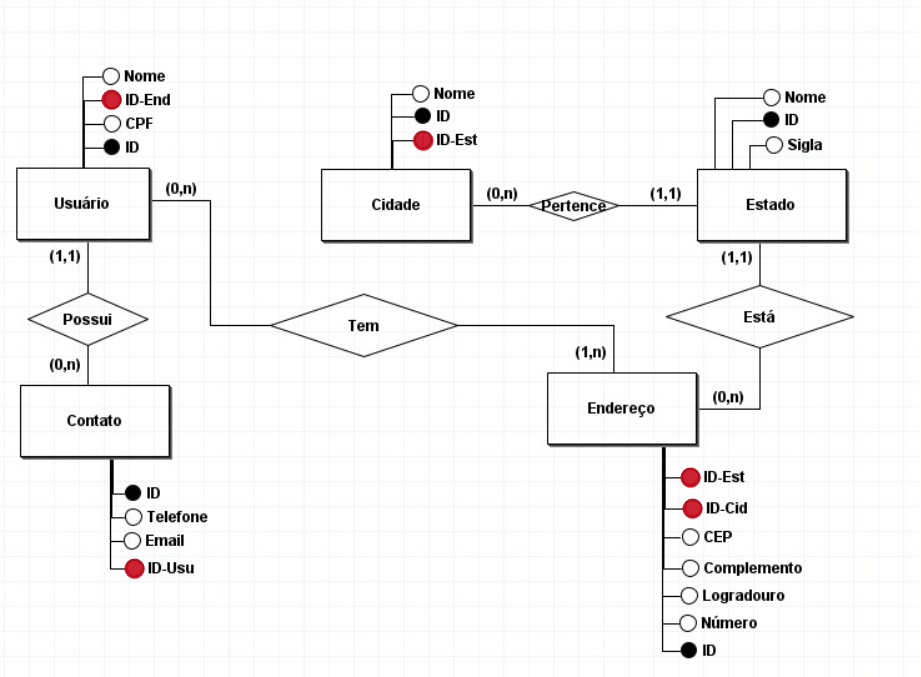 Nome
ID-End
CPF
ID
Usuário
(0,n)
(1,1)
Possui
(0,n)
Contato
ID
Telefone
Email
ID-Usu
Nome
ID
ID-Est
Cidade
(0,n)
Pertence
(1,1)
Nome
ID
Sigla
Estado
(1,1)
Está
(0,n)
Tem
(1,n)
Endereço
ID-Est
ID-Cid
CEP
Complemento
Logradouro
Número
ID